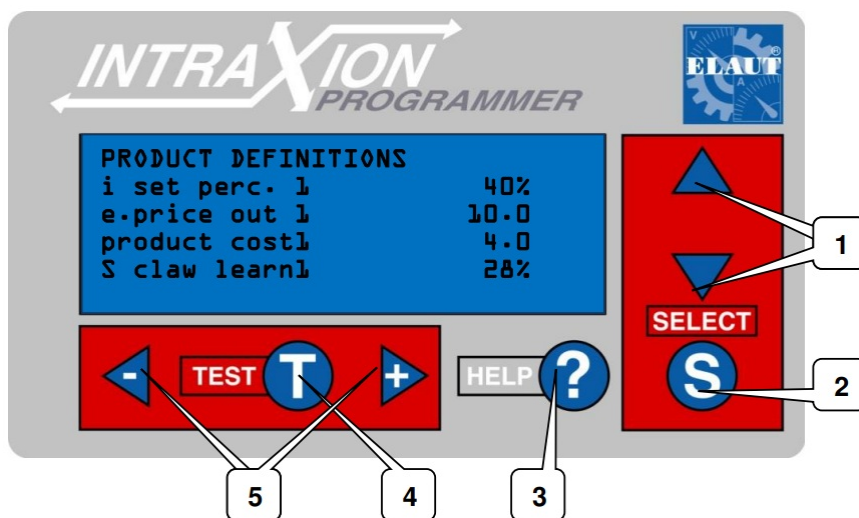 INTRAXION
PROGRAMMER
V
ELAUT®
A
PRODUCT DEFINITIONS
i set perc. 1 40%
e.price out 1 10.0
product cost1 4.0
S claw learn1 28%
1
SELECT
S
2
- TEST T +
HELP ?
5
4
3